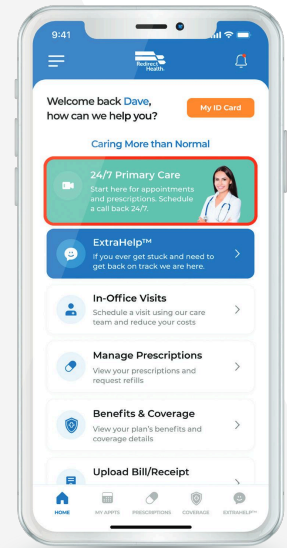 9:41
Redirect
Health.
Welcome back Dave,
how can we help you?
My ID Card
Caring More than Normal
24/7 Primary Care
Start here for appointments
and prescriptions. Schedule
a call back 24/7.
ExtraHelp™
If you ever get stuck and need to
get back on track we are here.
In-Office Visits
Schedule a visit using our care
team and reduce your costs
Manage Prescriptions
View your prescriptions and
request refills
Benefits & Coverage
View your plan's benefits and
coverage details
Upload Bill/Receipt
HOME
MY APPTS
PRESCRIPTIONS
COVERAGE
EXTRAHELP™